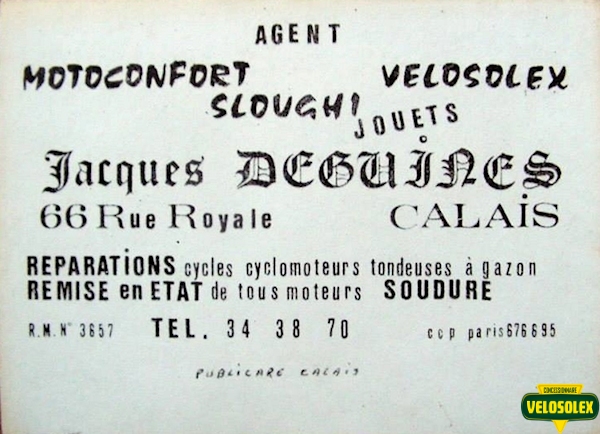 AGENT
MOTOCONFORT VELOSOLEX
SLOUGHI
JOUETS
Jacques DEGUINES
66 Rue Royale CALAIS
REPARATIONS cycles cyclomoteurs tondeuses à gazon
REMISE en ETAT de tous moteurs SOUDURE
R.M. N° 3657 TEL. 34 38 70 ccp paris 676695
PUBLICARE CALAIS
CONCESSIONNAIRE
VELOSOLEX